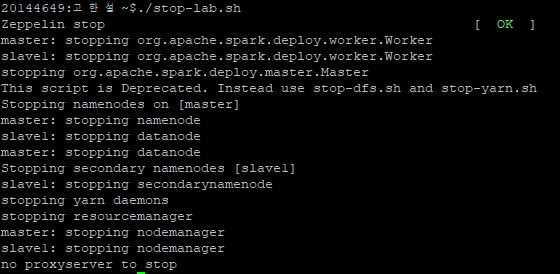 20144649:고 한 설 ~$./stop-lab.sh
Zeppelin stop [ OK ]
master: stopping org.apache.spark.deploy.worker.Worker
slave1: stopping org.apache.spark.deploy.worker.Worker
stopping org.apache.spark.deploy.master.Master
This script is Deprecated. Instead use stop-dfs.sh and stop-yarn.sh
Stopping namenodes on [master]
master: stopping namenode
slave1: stopping datanode
master: stopping datanode
Stopping secondary namenodes [slave1]
slave1: stopping secondarynamenode
stopping yarn daemons
stopping resourcemanager
master: stopping nodemanager
slave1: stopping nodemanager
no proxyserver to stop